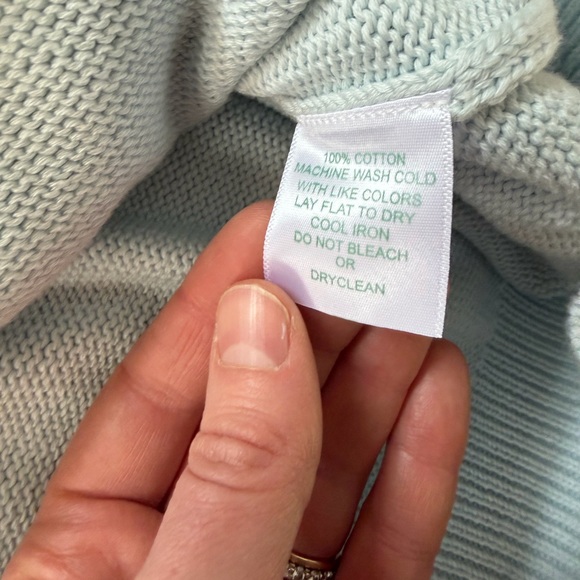 100% COTTON
MACHINE WASH COLD
WITH LIKE COLORS
LAY FLAT TO DRY
COOL IRON
DO NOT BLEACH
OR
DRYCLEAN